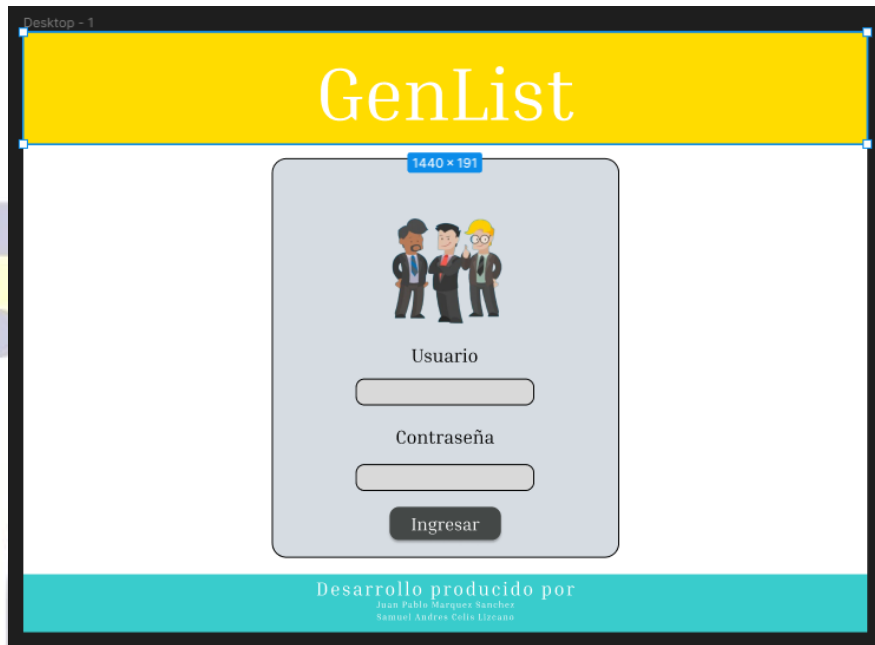 Desktop - 1
GenList
1440 × 191
Usuario
Contraseña
Ingresar
Desarrollo producido por
Juan Pablo Marquez Sanchez
Samuel Andres Celis Lizcano